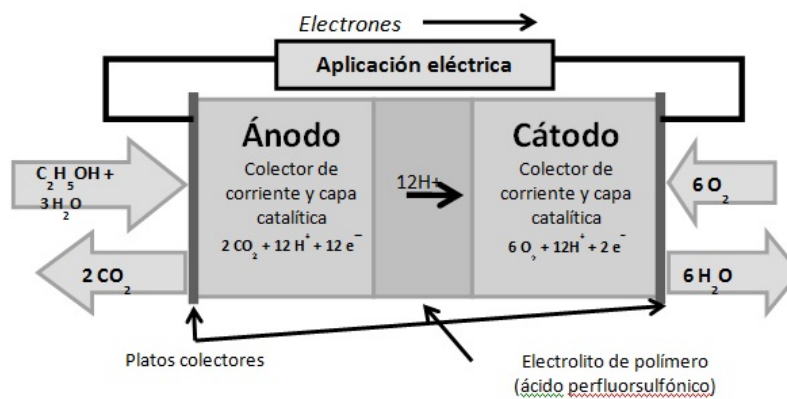 Electrones
Aplicación eléctrica
Ánodo
Colector de
corriente y capa
catalítica
2 CO₂ + 12 H⁺ + 12 e⁻
12H+
Cátodo
Colector de
corriente y capa
catalítica
6 O₂ + 12H⁺ + 2 e⁻
C₂H₅OH +
3H₂O
2 CO₂
6 O₂
6 H₂O
Platos colectores
Electrolito de polímero
(ácido perfluorsulfónico)